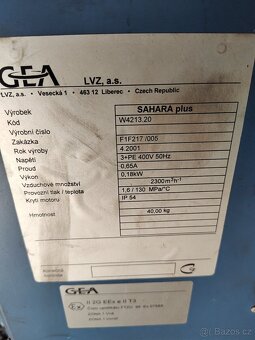 GEA
LVZ, a.s.
LVZ, a.s. • Vesecká 1 • 463 12 Liberec • Czech Republic
Výrobek SAHARA plus
Kód W4213.20
Výrobní číslo
Zakázka F1F217 /005
Rok výroby 4.2001
Napětí 3+PE 400V 50Hz
Proud 0,65A
Výkon 0,18kW
Vzduchové množství 2300m³h⁻¹
Provozní tlak / teplota 1,6 / 130 MPa/°C
Krytí motoru IP 54
Hmotnost 40,00 kg
GEA
II 2G EEx e II T3
bazos.cz